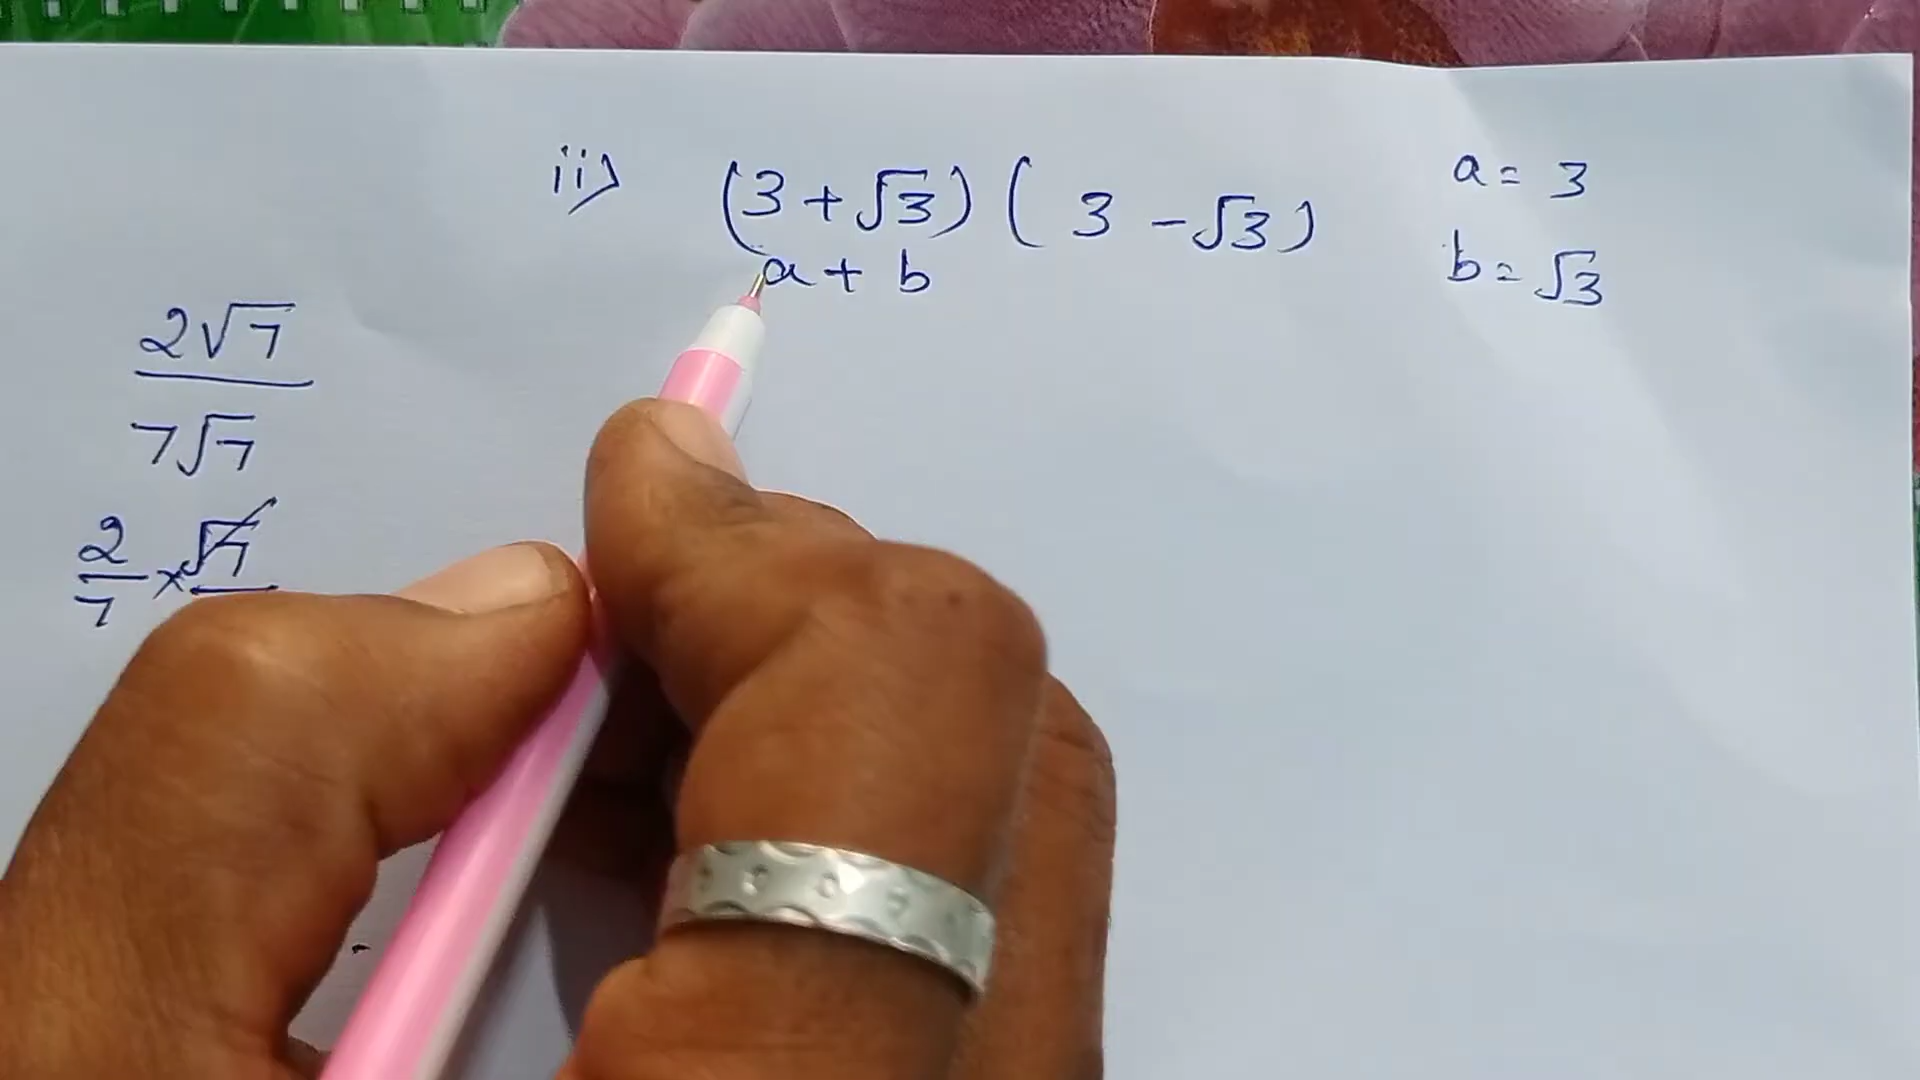 ii) (3 + √3) ( 3 - √3)
a + b
a = 3
b = √3
2√7
7√7
2/7 × √7